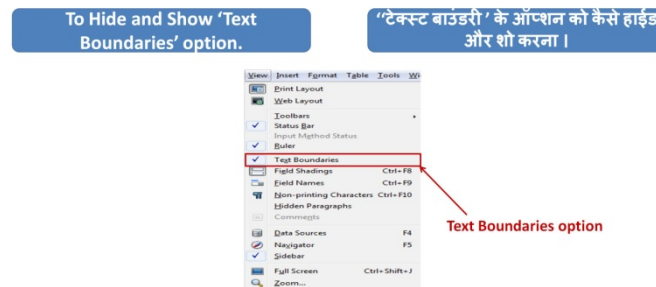 To Hide and Show ‘Text
Boundaries’ option.
‘‘टेक्स्ट बाउंडरी ’ के ऑप्शन को कैसे हाईड
और शो करना ।
View Insert Format Table Tools Wi
Print Layout
Web Layout
Toolbars
Status Bar
Input Method Status
Ruler
Text Boundaries
Field Shadings Ctrl+F8
Field Names Ctrl+F9
Non-printing Characters Ctrl+F10
Hidden Paragraphs
Comments
Data Sources F4
Navigator F5
Sidebar
Full Screen Ctrl+Shift+J
Zoom...
Text Boundaries option